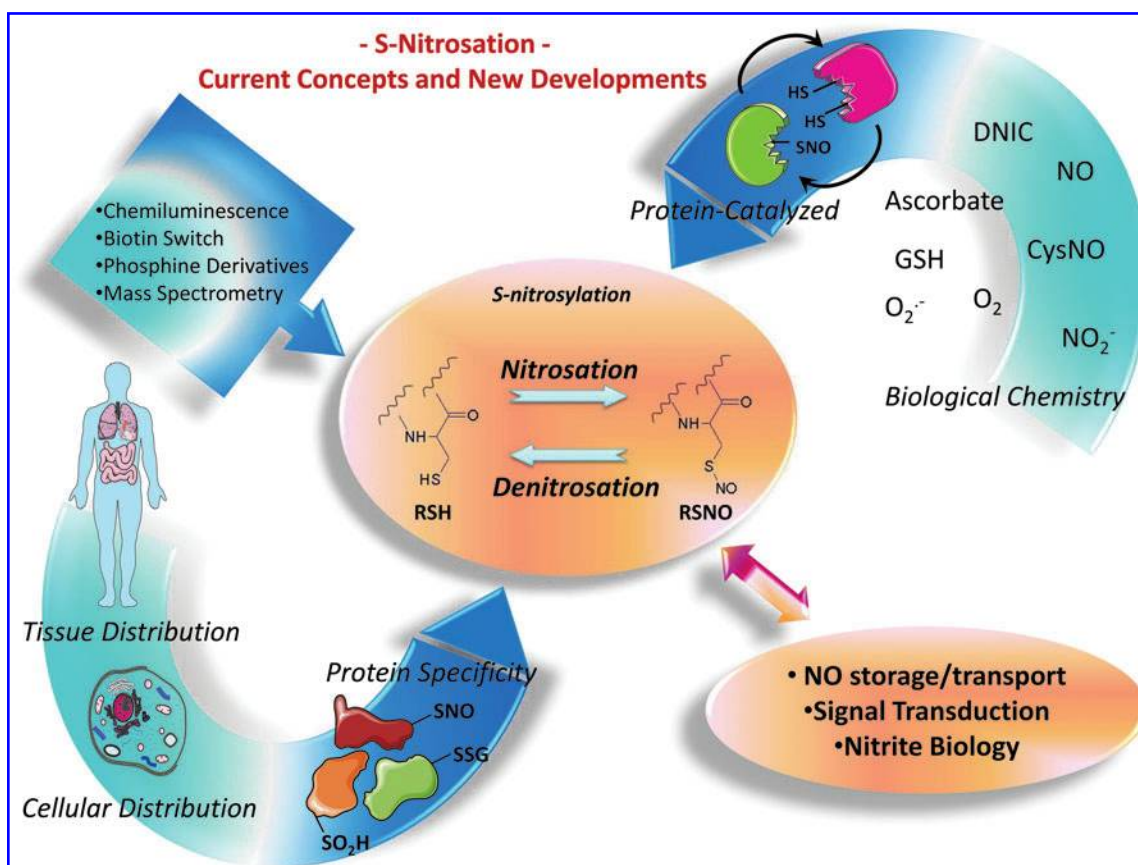 - S-Nitrosation -
Current Concepts and New Developments
•Chemiluminescence
•Biotin Switch
•Phosphine Derivatives
•Mass Spectrometry
HS
HS
SNO
Protein-Catalyzed
DNIC
NO
Ascorbate
GSH
CysNO
O₂·⁻
O₂
NO₂⁻
Biological Chemistry
S-nitrosylation
Nitrosation
Denitrosation
O
NH
HS
RSH
O
NH
S
NO
RSNO
Tissue Distribution
Cellular Distribution
Protein Specificity
SNO
SSG
SO₂H
• NO storage/transport
•Signal Transduction
•Nitrite Biology